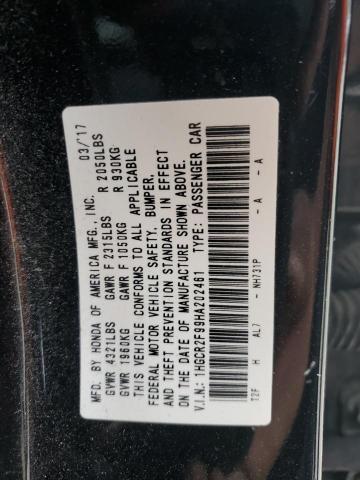 MFD. BY HONDA OF AMERICA MFG., INC. 03/'17
GVWR 4321LBS GAWR F 2315LBS R 2050LBS
GVWR 1960KG GAWR F 1050KG R 930KG
THIS VEHICLE CONFORMS TO ALL APPLICABLE
FEDERAL MOTOR VEHICLE SAFETY, BUMPER,
AND THEFT PREVENTION STANDARDS IN EFFECT
ON THE DATE OF MANUFACTURE SHOWN ABOVE.
V.I.N.: 1HGCR2F99HA202461 TYPE: PASSENGER CAR
T2F H AL7 - NH731P - A - A